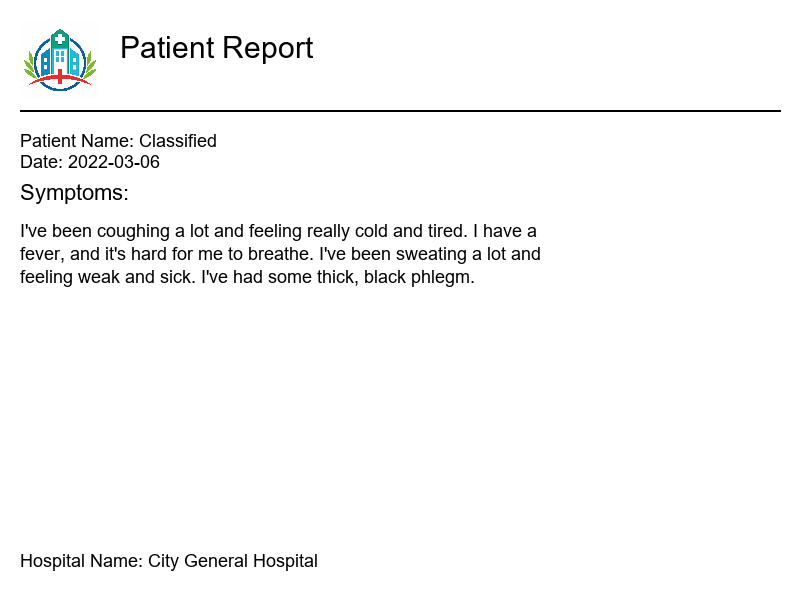 Patient Report
Patient Name: Classified
Date: 2022-03-06
Symptoms:
I've been coughing a lot and feeling really cold and tired. I have a
fever, and it's hard for me to breathe. I've been sweating a lot and
feeling weak and sick. I've had some thick, black phlegm.
Hospital Name: City General Hospital